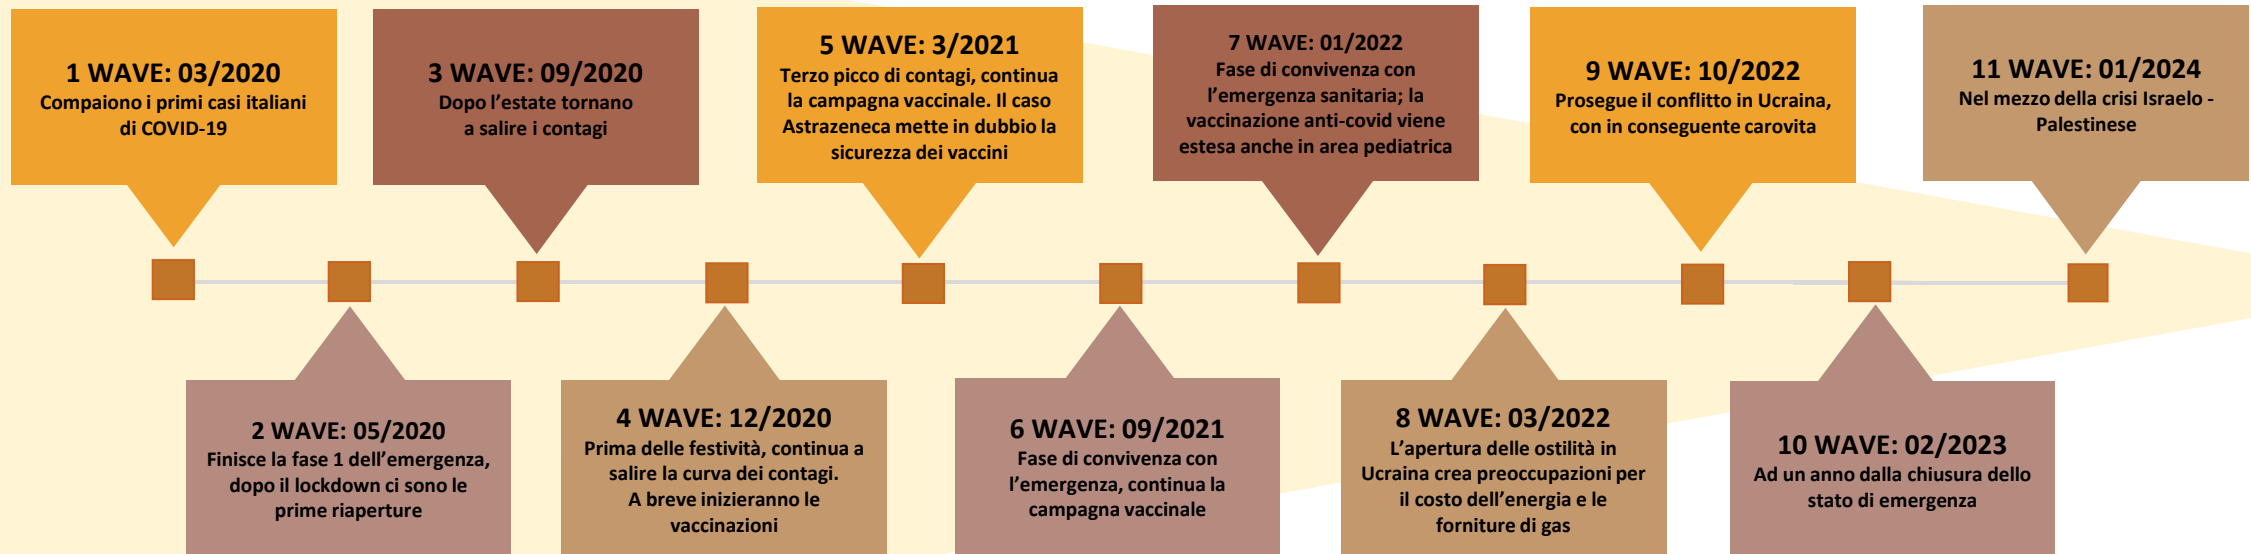 1 WAVE: 03/2020
Compaiono i primi casi italiani
di COVID-19
2 WAVE: 05/2020
Finisce la fase 1 dell’emergenza,
dopo il lockdown ci sono le
prime riaperture
3 WAVE: 09/2020
Dopo l’estate tornano
a salire i contagi
4 WAVE: 12/2020
Prima delle festività, continua a
salire la curva dei contagi.
A breve inizieranno le
vaccinazioni
5 WAVE: 3/2021
Terzo picco di contagi, continua
la campagna vaccinale. Il caso
Astrazeneca mette in dubbio la
sicurezza dei vaccini
6 WAVE: 09/2021
Fase di convivenza con
l’emergenza, continua la
campagna vaccinale
7 WAVE: 01/2022
Fase di convivenza con
l’emergenza sanitaria; la
vaccinazione anti-covid viene
estesa anche in area pediatrica
8 WAVE: 03/2022
L’apertura delle ostilità in
Ucraina crea preoccupazioni per
il costo dell’energia e le
forniture di gas
9 WAVE: 10/2022
Prosegue il conflitto in Ucraina,
con in conseguente carovita
10 WAVE: 02/2023
Ad un anno dalla chiusura dello
stato di emergenza
11 WAVE: 01/2024
Nel mezzo della crisi Israelo -
Palestinese